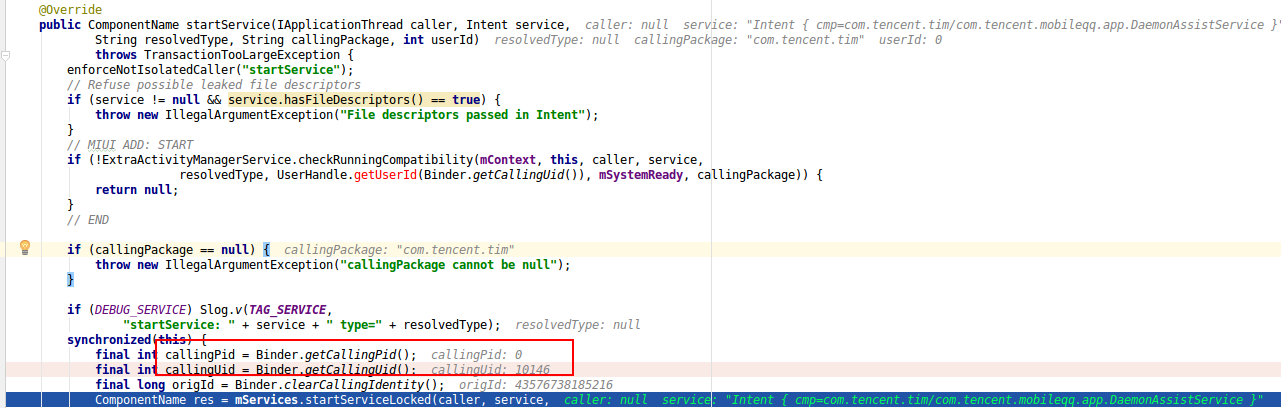 @Override
public ComponentName startService(IApplicationThread caller, Intent service,  caller: null  service: "Intent { cmp=com.tencent.tim/com.tencent.mobileqq.app.DaemonAssistService }"
String resolvedType, String callingPackage, int userId)  resolvedType: null  callingPackage: "com.tencent.tim"  userId: 0
throws TransactionTooLargeException {
enforceNotIsolatedCaller("startService");
// Refuse possible leaked file descriptors
if (service != null && service.hasFileDescriptors() == true) {
throw new IllegalArgumentException("File descriptors passed in Intent");
}
// MIUI ADD: START
if (!ExtraActivityManagerService.checkRunningCompatibility(mContext, this, caller, service,
resolvedType, UserHandle.getUserId(Binder.getCallingUid()), mSystemReady, callingPackage)) {
return null;
}
// END
if (callingPackage == null) {  callingPackage: "com.tencent.tim"
throw new IllegalArgumentException("callingPackage cannot be null");
}
if (DEBUG_SERVICE) Slog.v(TAG_SERVICE,
"startService: " + service + " type=" + resolvedType);  resolvedType: null
synchronized(this) {
final int callingPid = Binder.getCallingPid();  callingPid: 0
final int callingUid = Binder.getCallingUid();  callingUid: 10146
final long origId = Binder.clearCallingIdentity();  origId: 43576738185216
ComponentName res = mServices.startServiceLocked(caller, service,  caller: null  service: "Intent { cmp=com.tencent.tim/com.tencent.mobileqq.app.DaemonAssistService }"